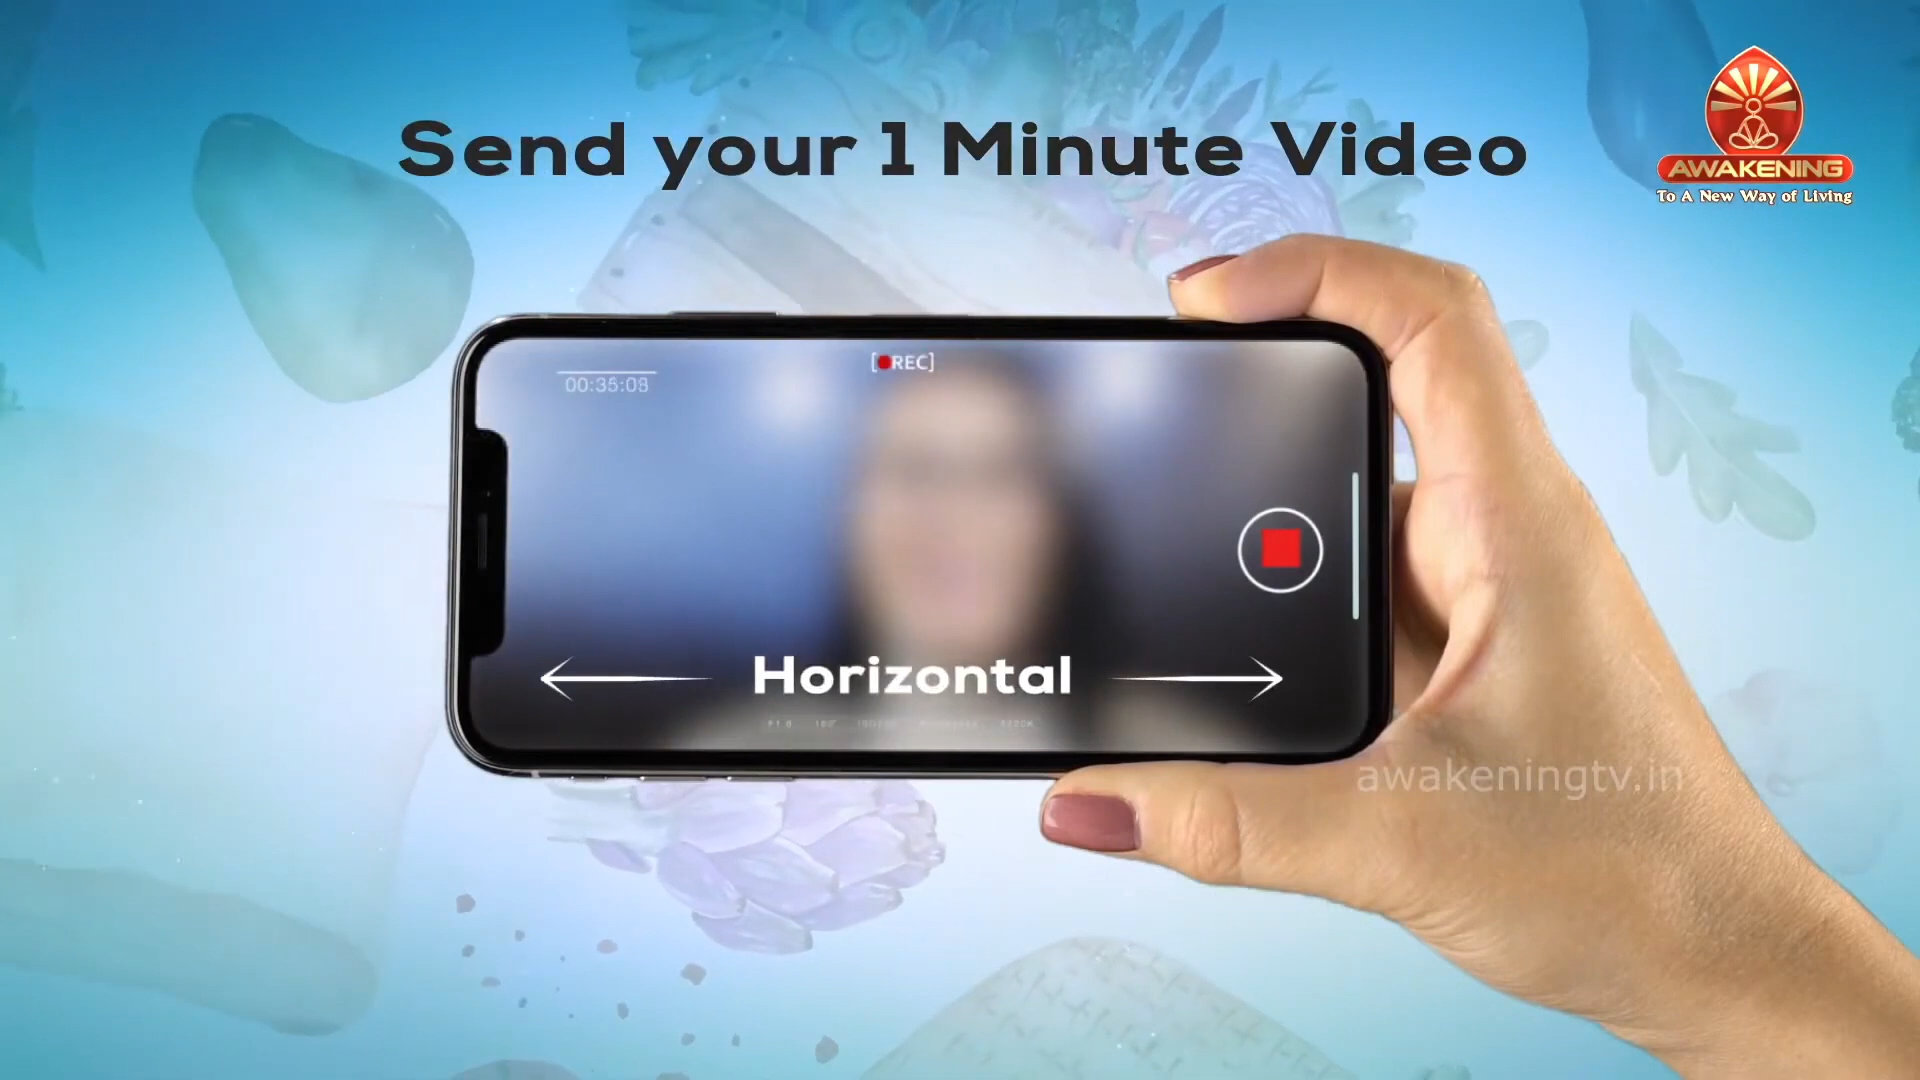 Send your 1 Minute Video
AWAKENING
To A New Way of Living
[REC]
00:35:08
Horizontal
awakeningtv.in